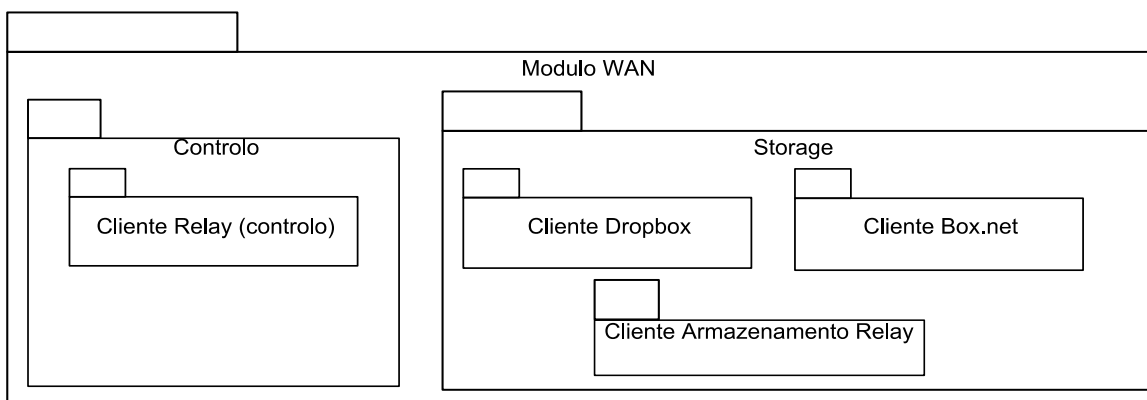 Modulo WAN
Controlo
Cliente Relay (controlo)
Storage
Cliente Dropbox
Cliente Box.net
Cliente Armazenamento Relay